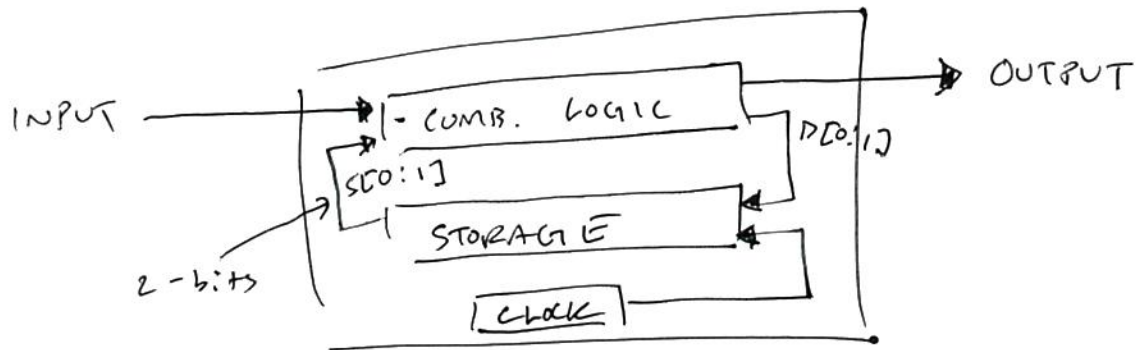 INPUT
OUTPUT
COMB. LOGIC
D[0:1]
S[0:1]
STORAGE
2-bits
CLOCK